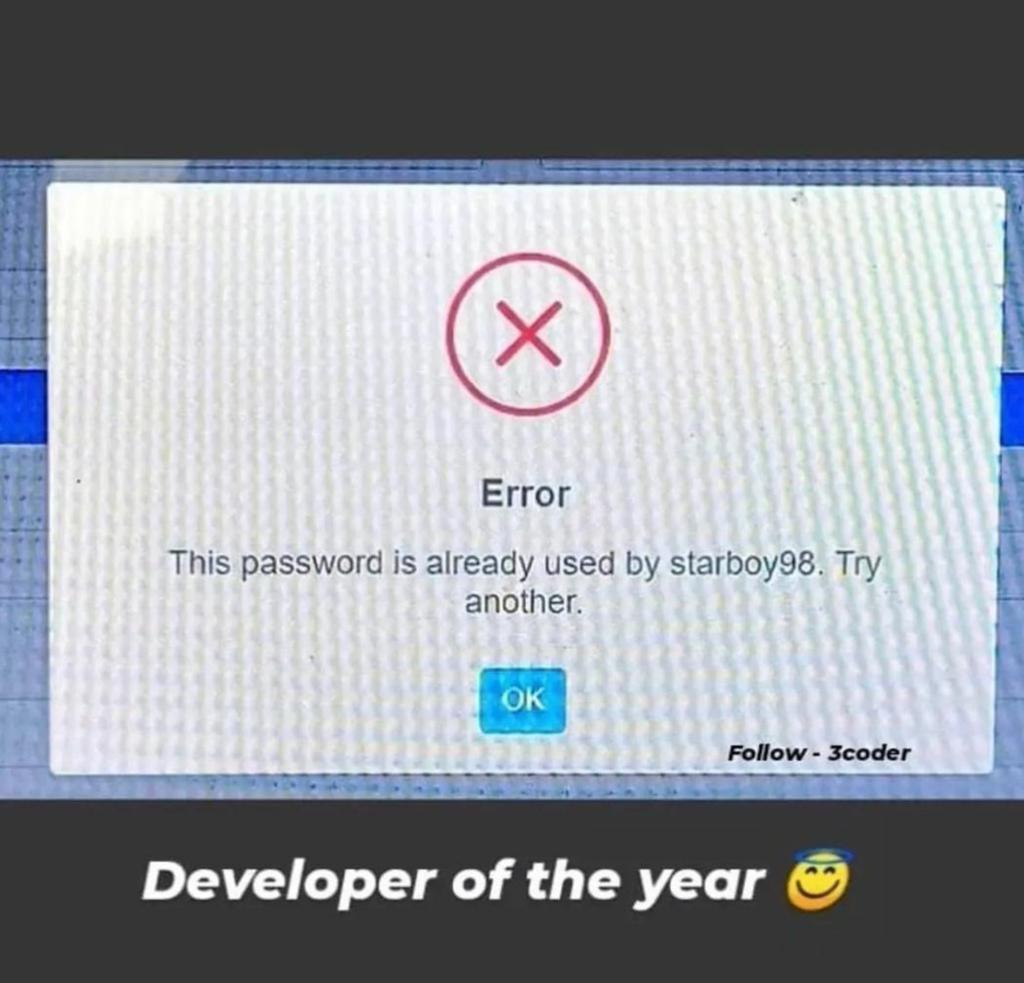 Error
This password is already used by starboy98. Try
another.
OK
Follow - 3coder
Developer of the year 😇